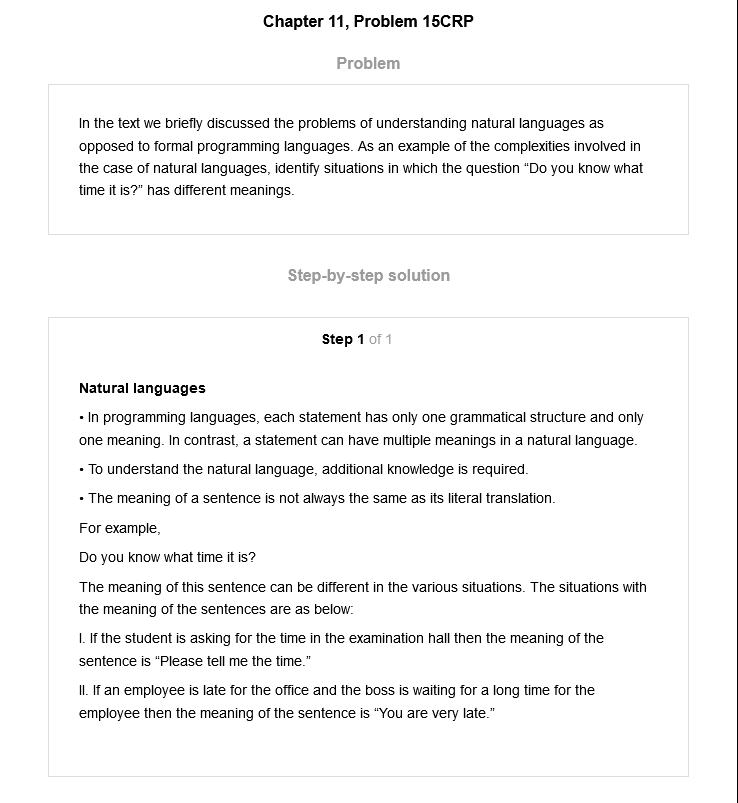 Chapter 11, Problem 15CRP
Problem
In the text we briefly discussed the problems of understanding natural languages as
opposed to formal programming languages. As an example of the complexities involved in
the case of natural languages, identify situations in which the question “Do you know what
time it is?” has different meanings.
Step-by-step solution
Step 1 of 1
Natural languages
• In programming languages, each statement has only one grammatical structure and only
one meaning. In contrast, a statement can have multiple meanings in a natural language.
• To understand the natural language, additional knowledge is required.
• The meaning of a sentence is not always the same as its literal translation.
For example,
Do you know what time it is?
The meaning of this sentence can be different in the various situations. The situations with
the meaning of the sentences are as below:
I. If the student is asking for the time in the examination hall then the meaning of the
sentence is “Please tell me the time.”
II. If an employee is late for the office and the boss is waiting for a long time for the
employee then the meaning of the sentence is “You are very late.”